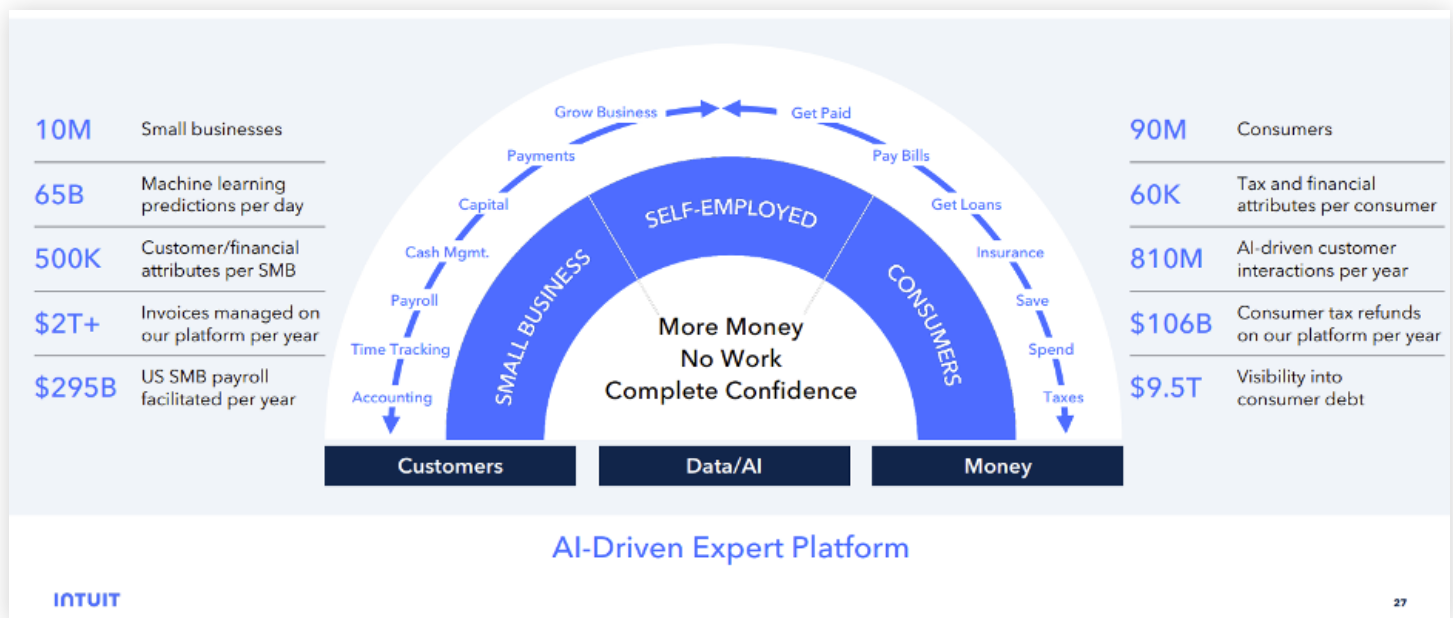 10M Small businesses
65B Machine learning
predictions per day
500K Customer/financial
attributes per SMB
$2T+ Invoices managed on
our platform per year
$295B US SMB payroll
facilitated per year
Grow Business
Payments
Capital
Cash Mgmt.
Payroll
Time Tracking
Accounting
Get Paid
Pay Bills
Get Loans
Insurance
Save
Spend
Taxes
SMALL BUSINESS
SELF-EMPLOYED
CONSUMERS
More Money
No Work
Complete Confidence
Customers
Data/AI
Money
90M Consumers
60K Tax and financial
attributes per consumer
810M AI-driven customer
interactions per year
$106B Consumer tax refunds
on our platform per year
$9.5T Visibility into
consumer debt
AI-Driven Expert Platform
INTUIT
27